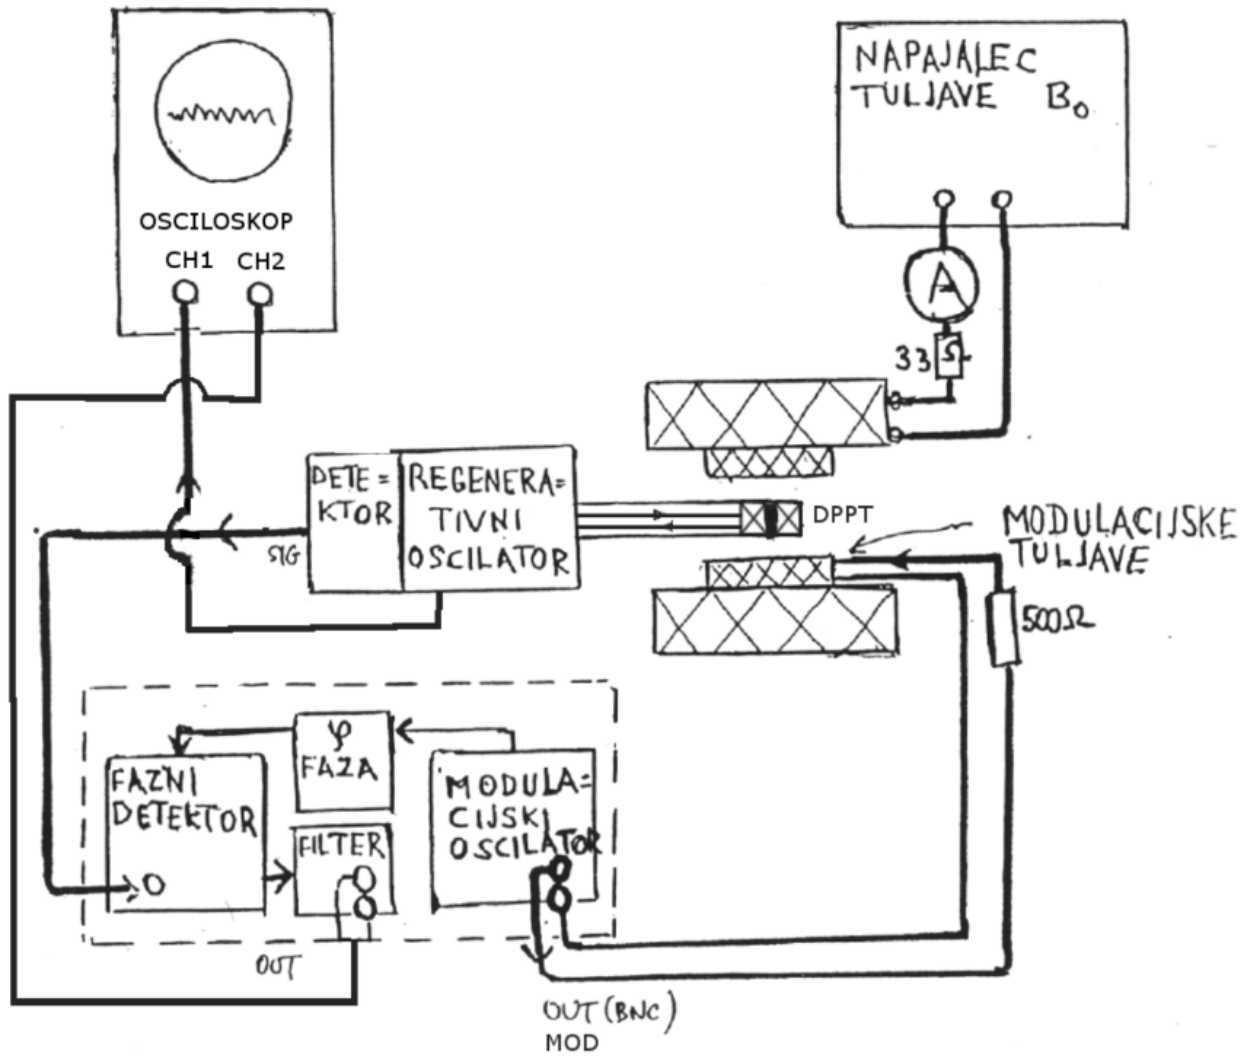 NAPAJALEC
TULJAVE B₀
OSCILOSKOP
CH1 CH2
A
33 Ω
DETE=
KTOR
REGENERA=
TIVNI
OSCILATOR
SIG
DPPT
MODULACIJSKE
TULJAVE
500Ω
φ
FAZA
FAZNI
DETEKTOR
FILTER
MODULA=
CIJSKI
OSCILATOR
OUT
OUT (BNC)
MOD